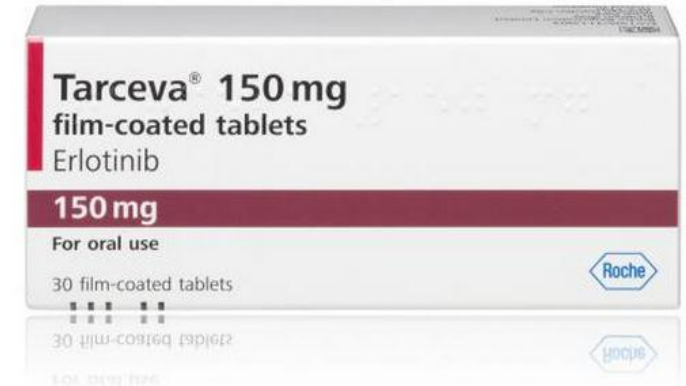 Tarceva® 150 mg
film-coated tablets
Erlotinib
150 mg
For oral use
Roche
30 film-coated tablets